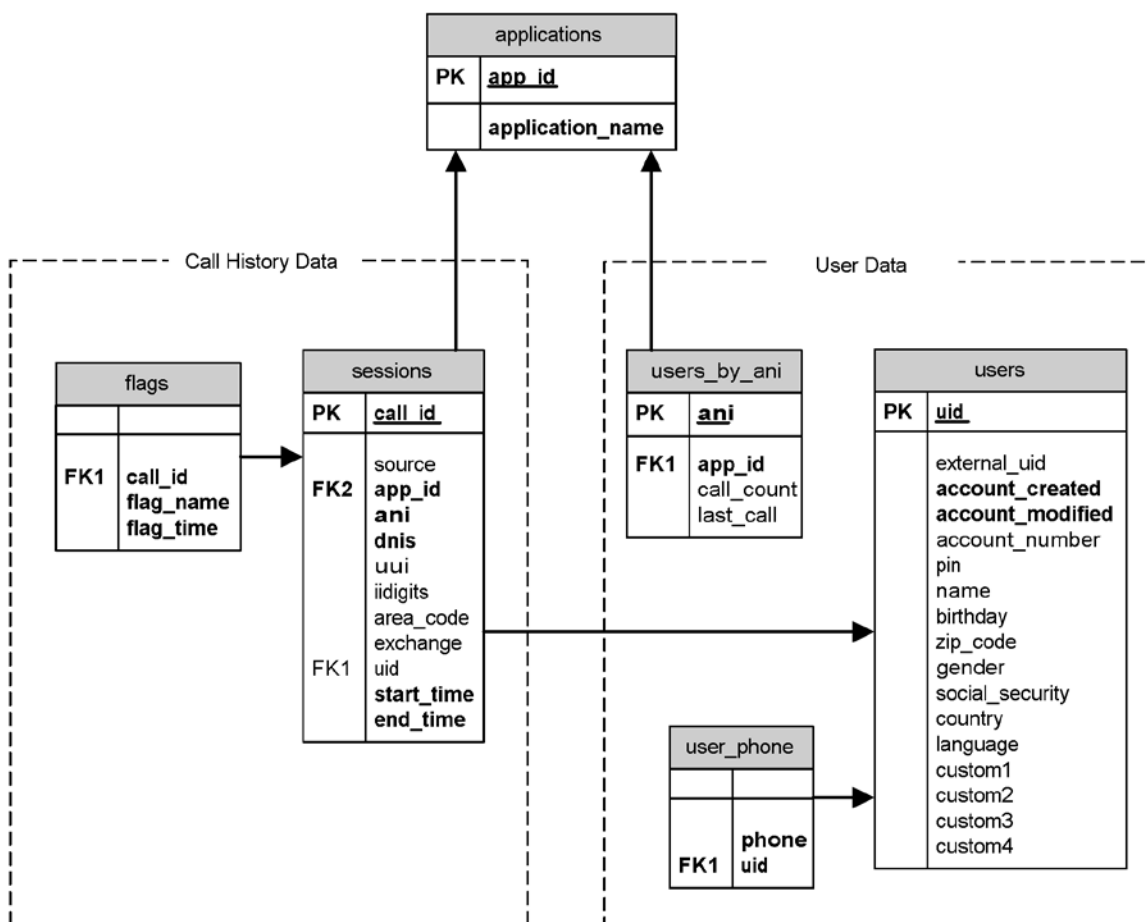 applications
PK app_id
application_name
Call History Data
User Data
flags
FK1 call_id
flag_name
flag_time
sessions
PK call_id
source
FK2 app_id
ani
dnis
uui
iidigits
area_code
exchange
FK1 uid
start_time
end_time
users_by_ani
PK ani
FK1 app_id
call_count
last_call
users
PK uid
external_uid
account_created
account_modified
account_number
pin
name
birthday
zip_code
gender
social_security
country
language
custom1
custom2
custom3
custom4
user_phone
phone
FK1 uid